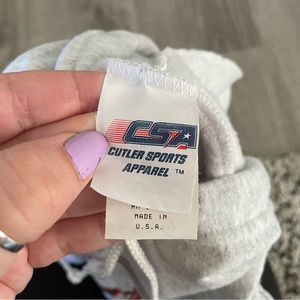 CSA
CUTLER SPORTS
APPAREL ™
MADE IN
U.S.A.